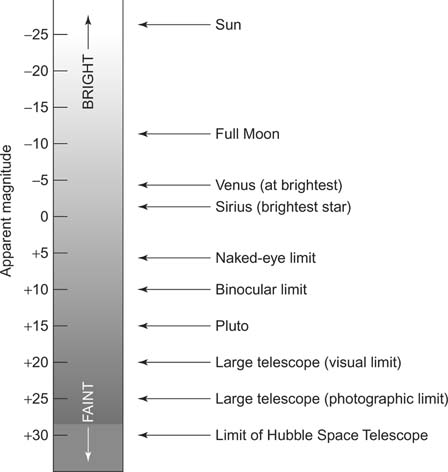 Apparent magnitude
BRIGHT
FAINT
−25
−20
−15
−10
−5
0
+5
+10
+15
+20
+25
+30
Sun
Full Moon
Venus (at brightest)
Sirius (brightest star)
Naked-eye limit
Binocular limit
Pluto
Large telescope (visual limit)
Large telescope (photographic limit)
Limit of Hubble Space Telescope